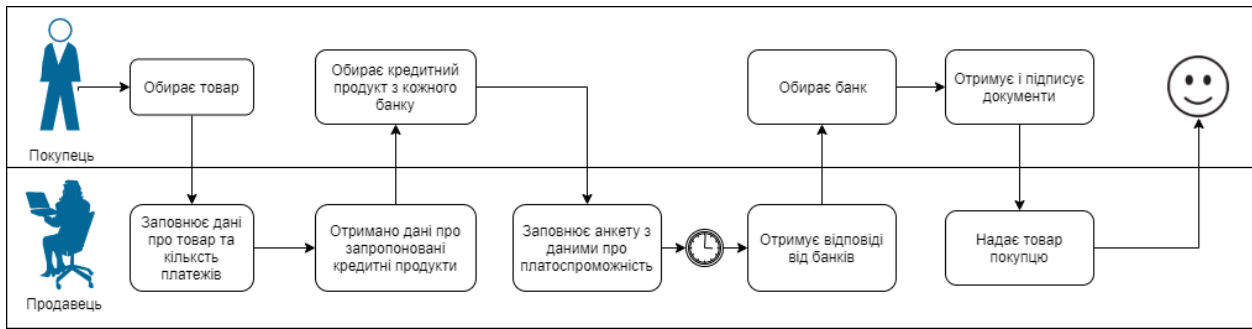 Обирає товар
Обирає кредитний
продукт з кожного
банку
Обирає банк
Отримує і підписує
документи
Покупець
Заповнює дані
про товар та
кільксть
платежів
Отримано дані про
запропоновані
кредитні продукти
Заповнює анкету з
даними про
платоспроможність
Отримує відповіді
від банків
Надає товар
покупцю
Продавець